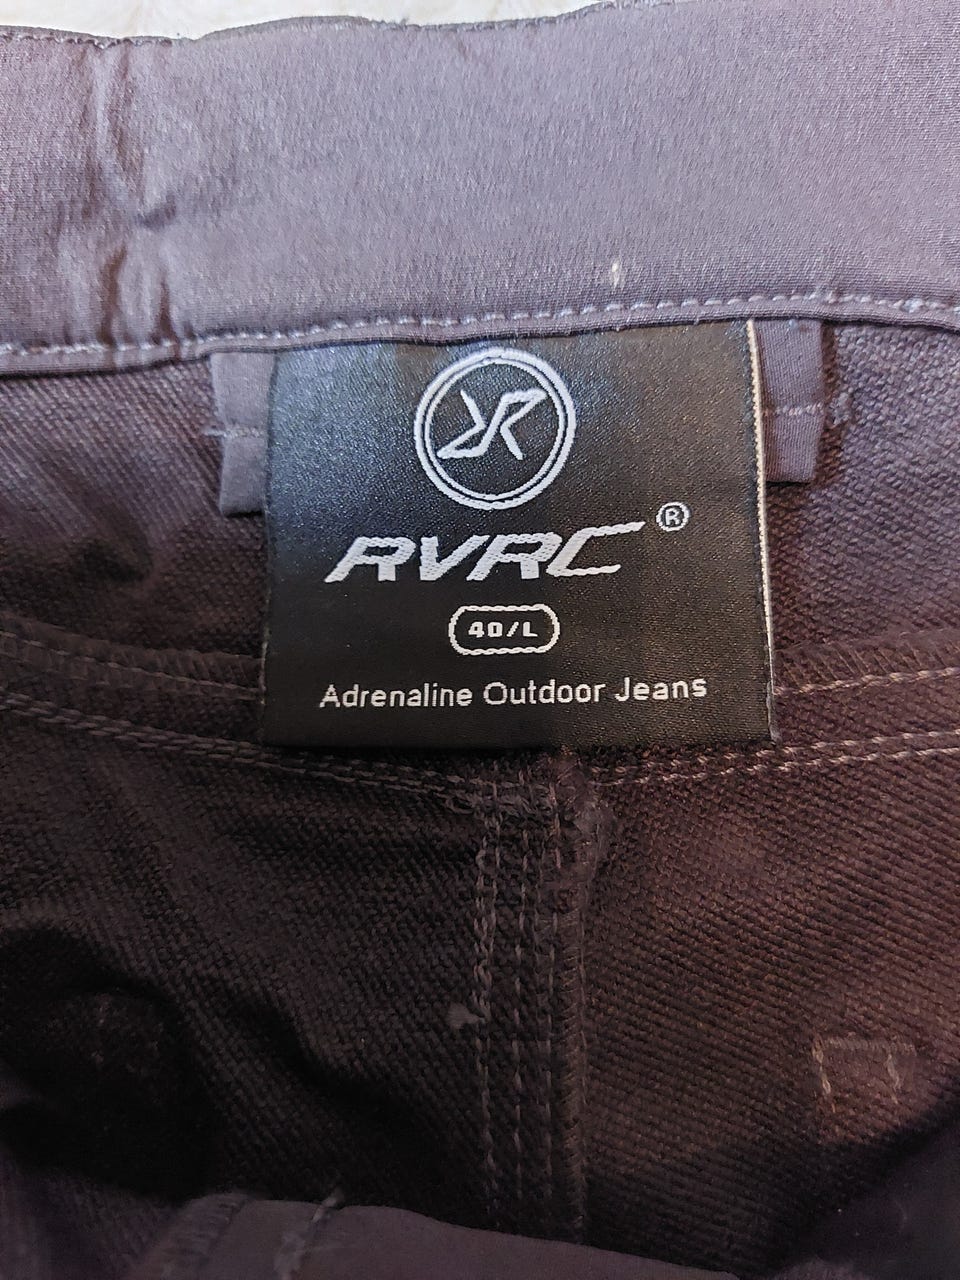 RVRC®
40/L
Adrenaline Outdoor Jeans